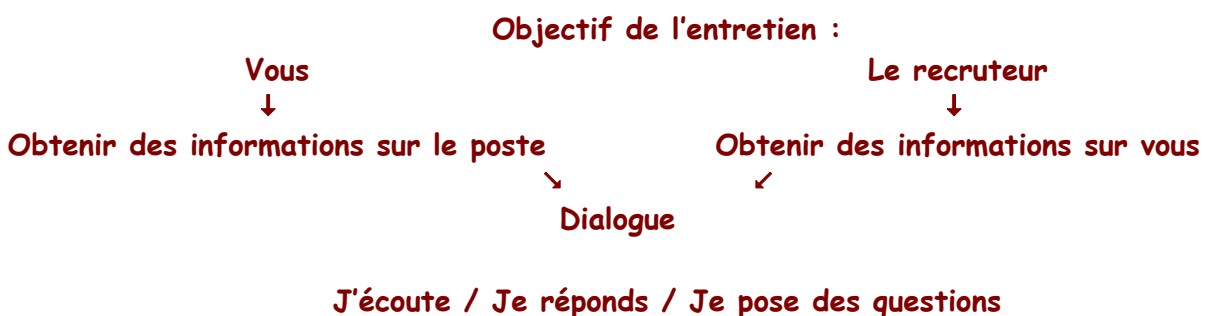 Objectif de l'entretien :
Vous Le recruteur
↓ ↓
Obtenir des informations sur le poste Obtenir des informations sur vous
↘ ↙
Dialogue
J'écoute / Je réponds / Je pose des questions